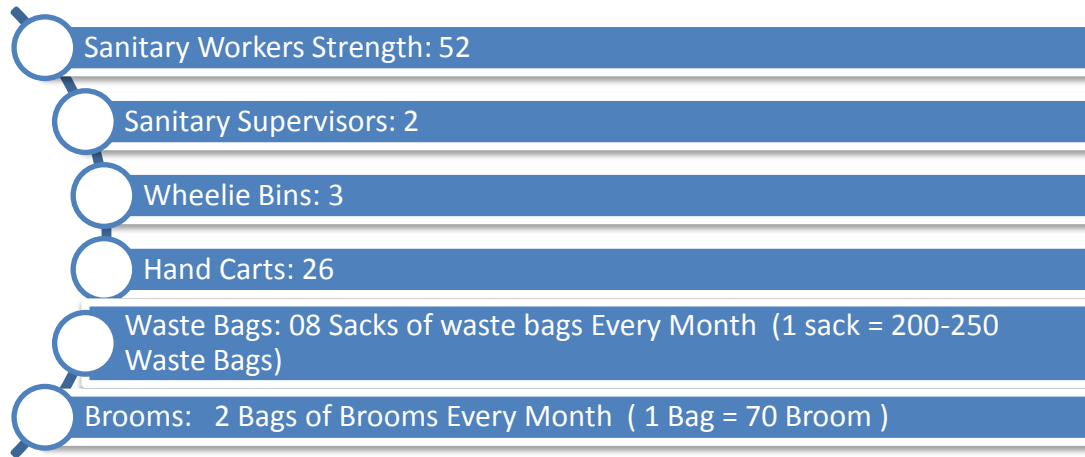 Sanitary Workers Strength: 52
Sanitary Supervisors: 2
Wheelie Bins: 3
Hand Carts: 26
Waste Bags: 08 Sacks of waste bags Every Month (1 sack = 200-250
Waste Bags)
Brooms: 2 Bags of Brooms Every Month ( 1 Bag = 70 Broom )